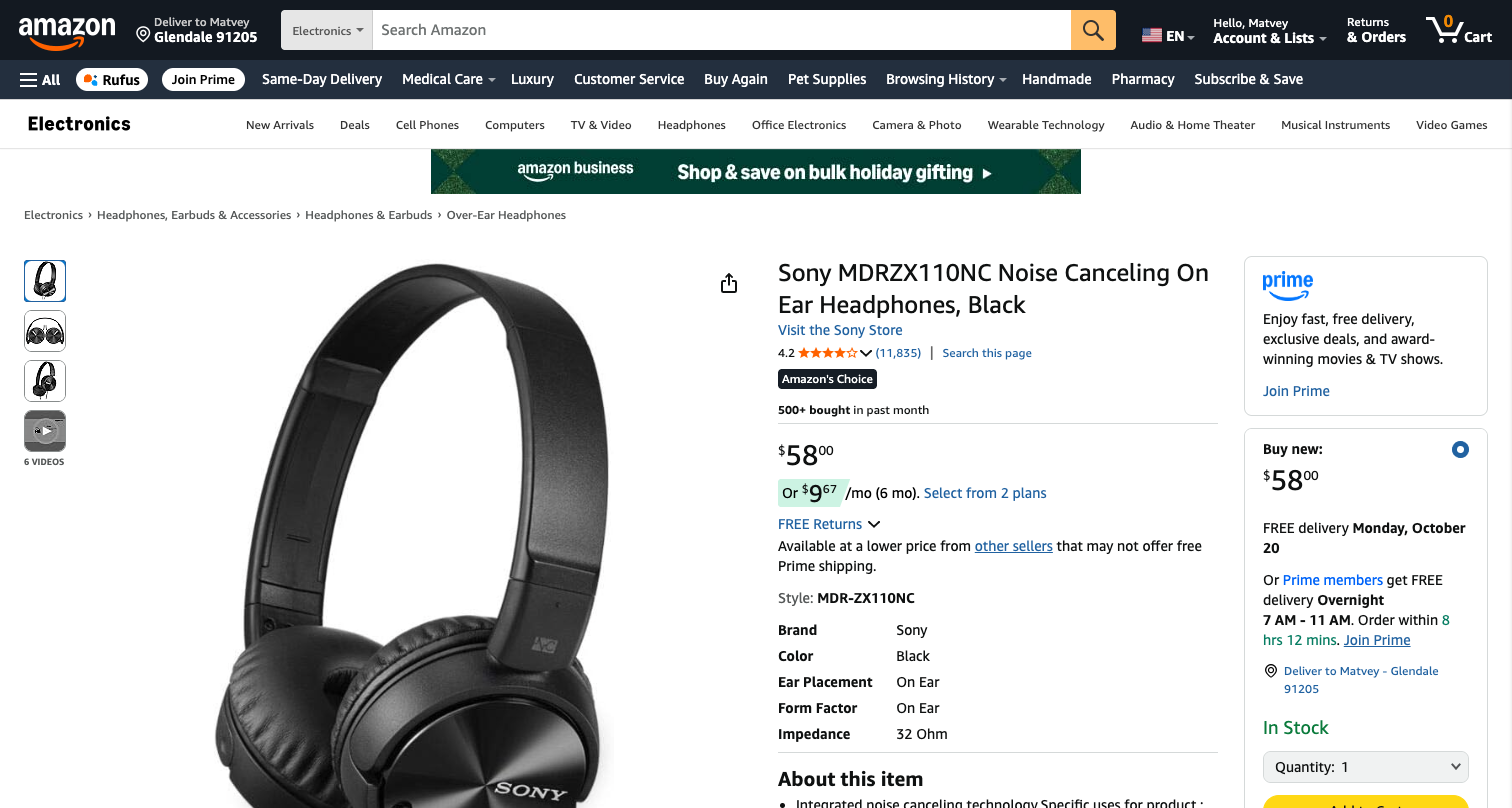 amazon
Deliver to Matvey
Glendale 91205
Electronics
Search Amazon
EN
Hello, Matvey
Account & Lists
Returns
& Orders
0
Cart
All
Rufus
Join Prime
Same-Day Delivery
Medical Care
Luxury
Customer Service
Buy Again
Pet Supplies
Browsing History
Handmade
Pharmacy
Subscribe & Save
Electronics
New Arrivals
Deals
Cell Phones
Computers
TV & Video
Headphones
Office Electronics
Camera & Photo
Wearable Technology
Audio & Home Theater
Musical Instruments
Video Games
amazon business
Shop & save on bulk holiday gifting ▸
Electronics › Headphones, Earbuds & Accessories › Headphones & Earbuds › Over-Ear Headphones
6 VIDEOS
SONY
Sony MDRZX110NC Noise Canceling On
Ear Headphones, Black
Visit the Sony Store
4.2 (11,835) | Search this page
Amazon's Choice
500+ bought in past month
$5800
Or $967 /mo (6 mo). Select from 2 plans
FREE Returns
Available at a lower price from other sellers that may not offer free
Prime shipping.
Style: MDR-ZX110NC
Brand Sony
Color Black
Ear Placement On Ear
Form Factor On Ear
Impedance 32 Ohm
About this item
• Integrated noise canceling technology.Specific uses for product :
prime
Enjoy fast, free delivery,
exclusive deals, and award-
winning movies & TV shows.
Join Prime
Buy new:
$5800
FREE delivery Monday, October
20
Or Prime members get FREE
delivery Overnight
7 AM - 11 AM. Order within 8
hrs 12 mins. Join Prime
Deliver to Matvey - Glendale
91205
In Stock
Quantity: 1